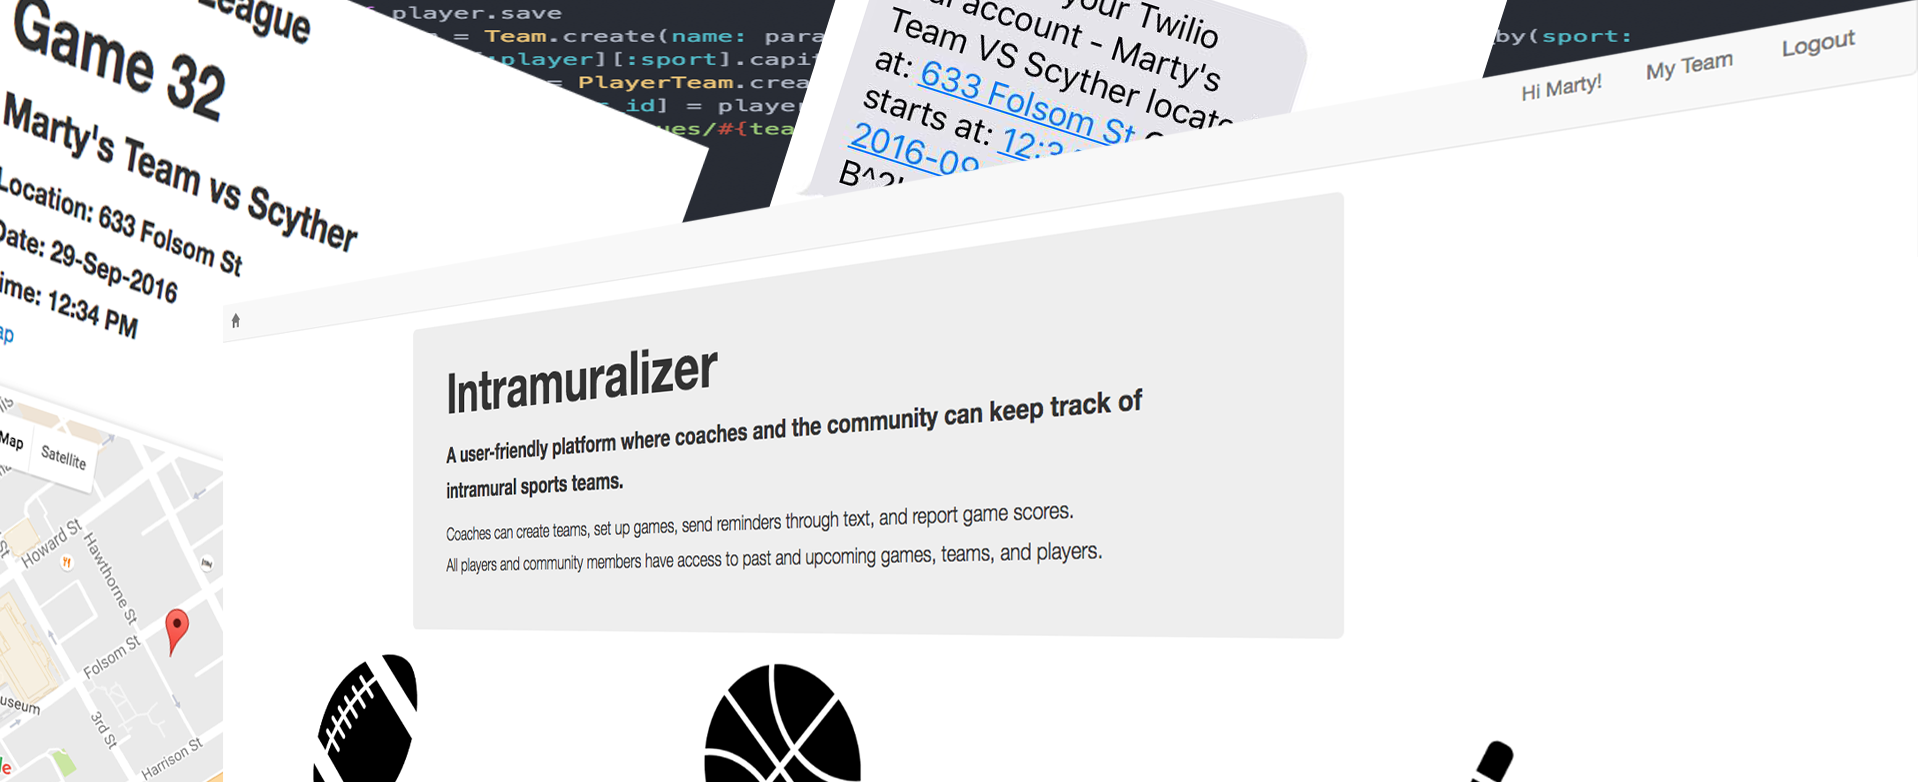 League
Game 32
Marty's Team vs Scyther
Location: 633 Folsom St
Date: 29-Sep-2016
Time: 12:34 PM
Map
Satellite
Howard St
Hawthorne St
Folsom St
3rd St
Harrison St
player.save
= Team.create(name: para
player][:sport].capi
= PlayerTeam.crea
id] = player
ues/#{tea
your Twilio
account - Marty's
Team VS Scyther locate
at: 633 Folsom St
starts at: 12:3
2016-09
by(sport:
Hi Marty!
My Team
Logout
Intramuralizer
A user-friendly platform where coaches and the community can keep track of
intramural sports teams.
Coaches can create teams, set up games, send reminders through text, and report game scores.
All players and community members have access to past and upcoming games, teams, and players.